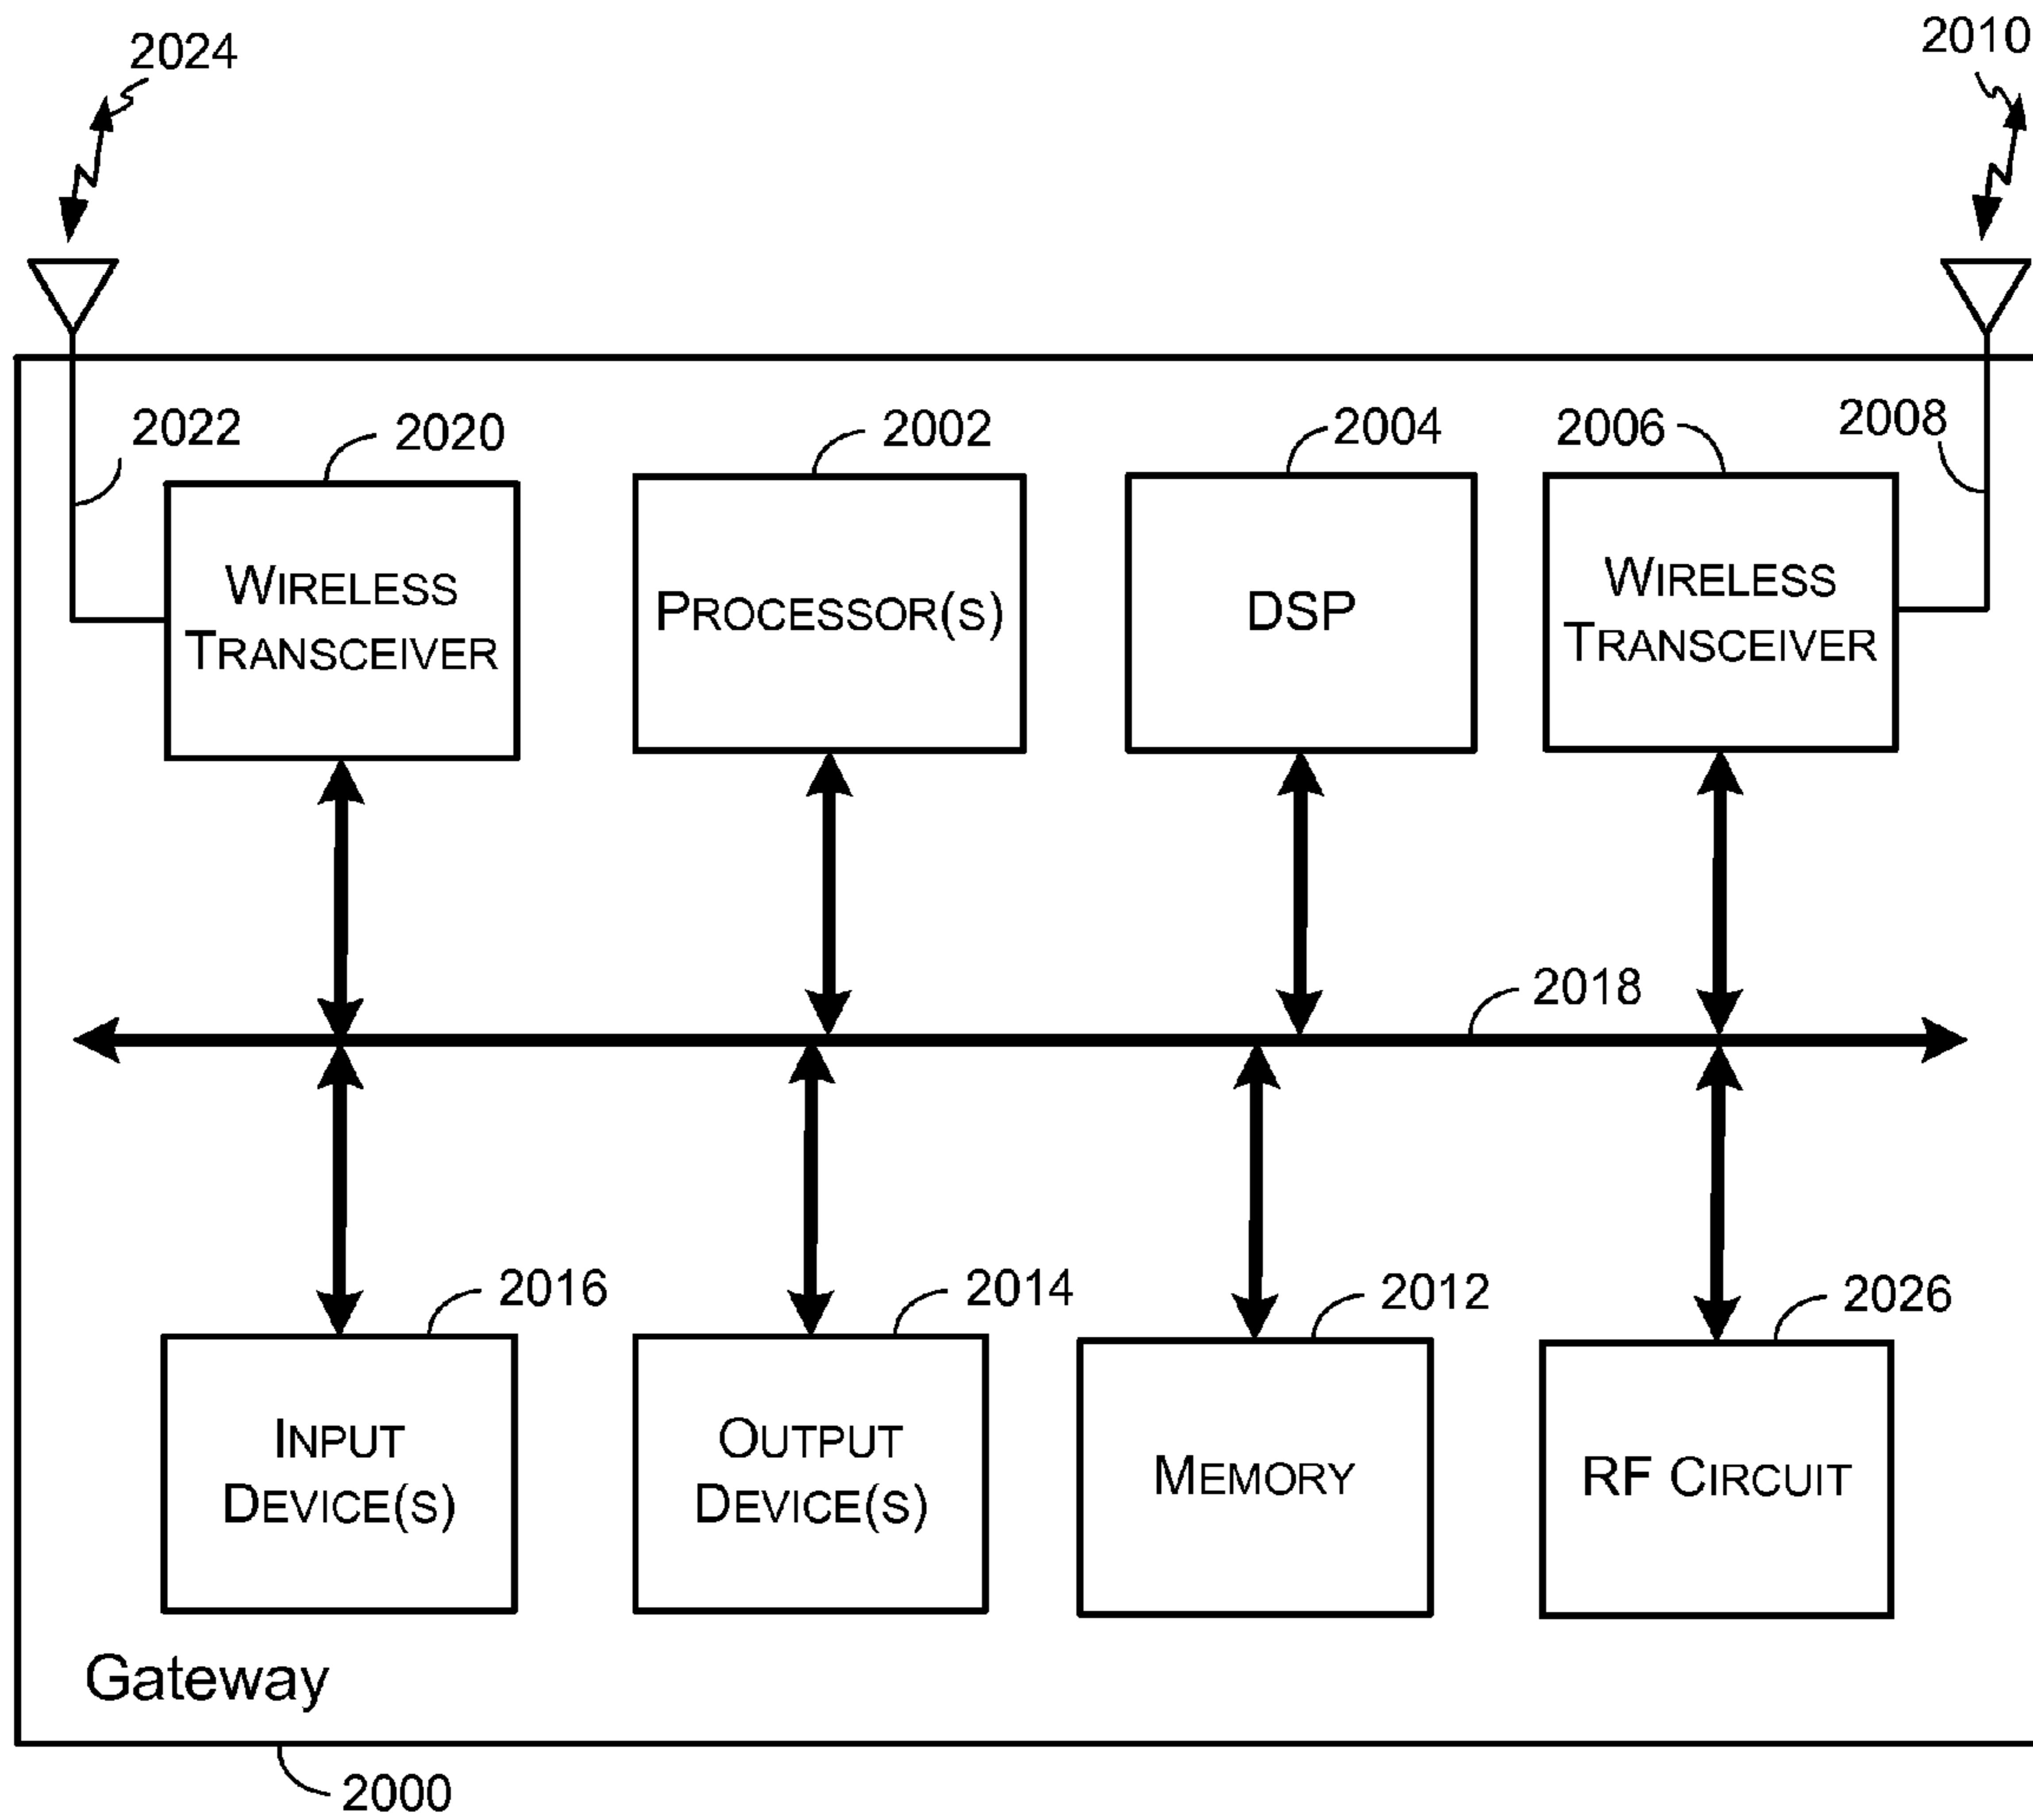 2024
2010
2022
2020
2002
2004
2006
2008
WIRELESS
TRANSCEIVER
PROCESSOR(S)
DSP
WIRELESS
TRANSCEIVER
2018
2016
2014
2012
2026
INPUT
DEVICE(S)
OUTPUT
DEVICE(S)
MEMORY
RF CIRCUIT
Gateway
2000